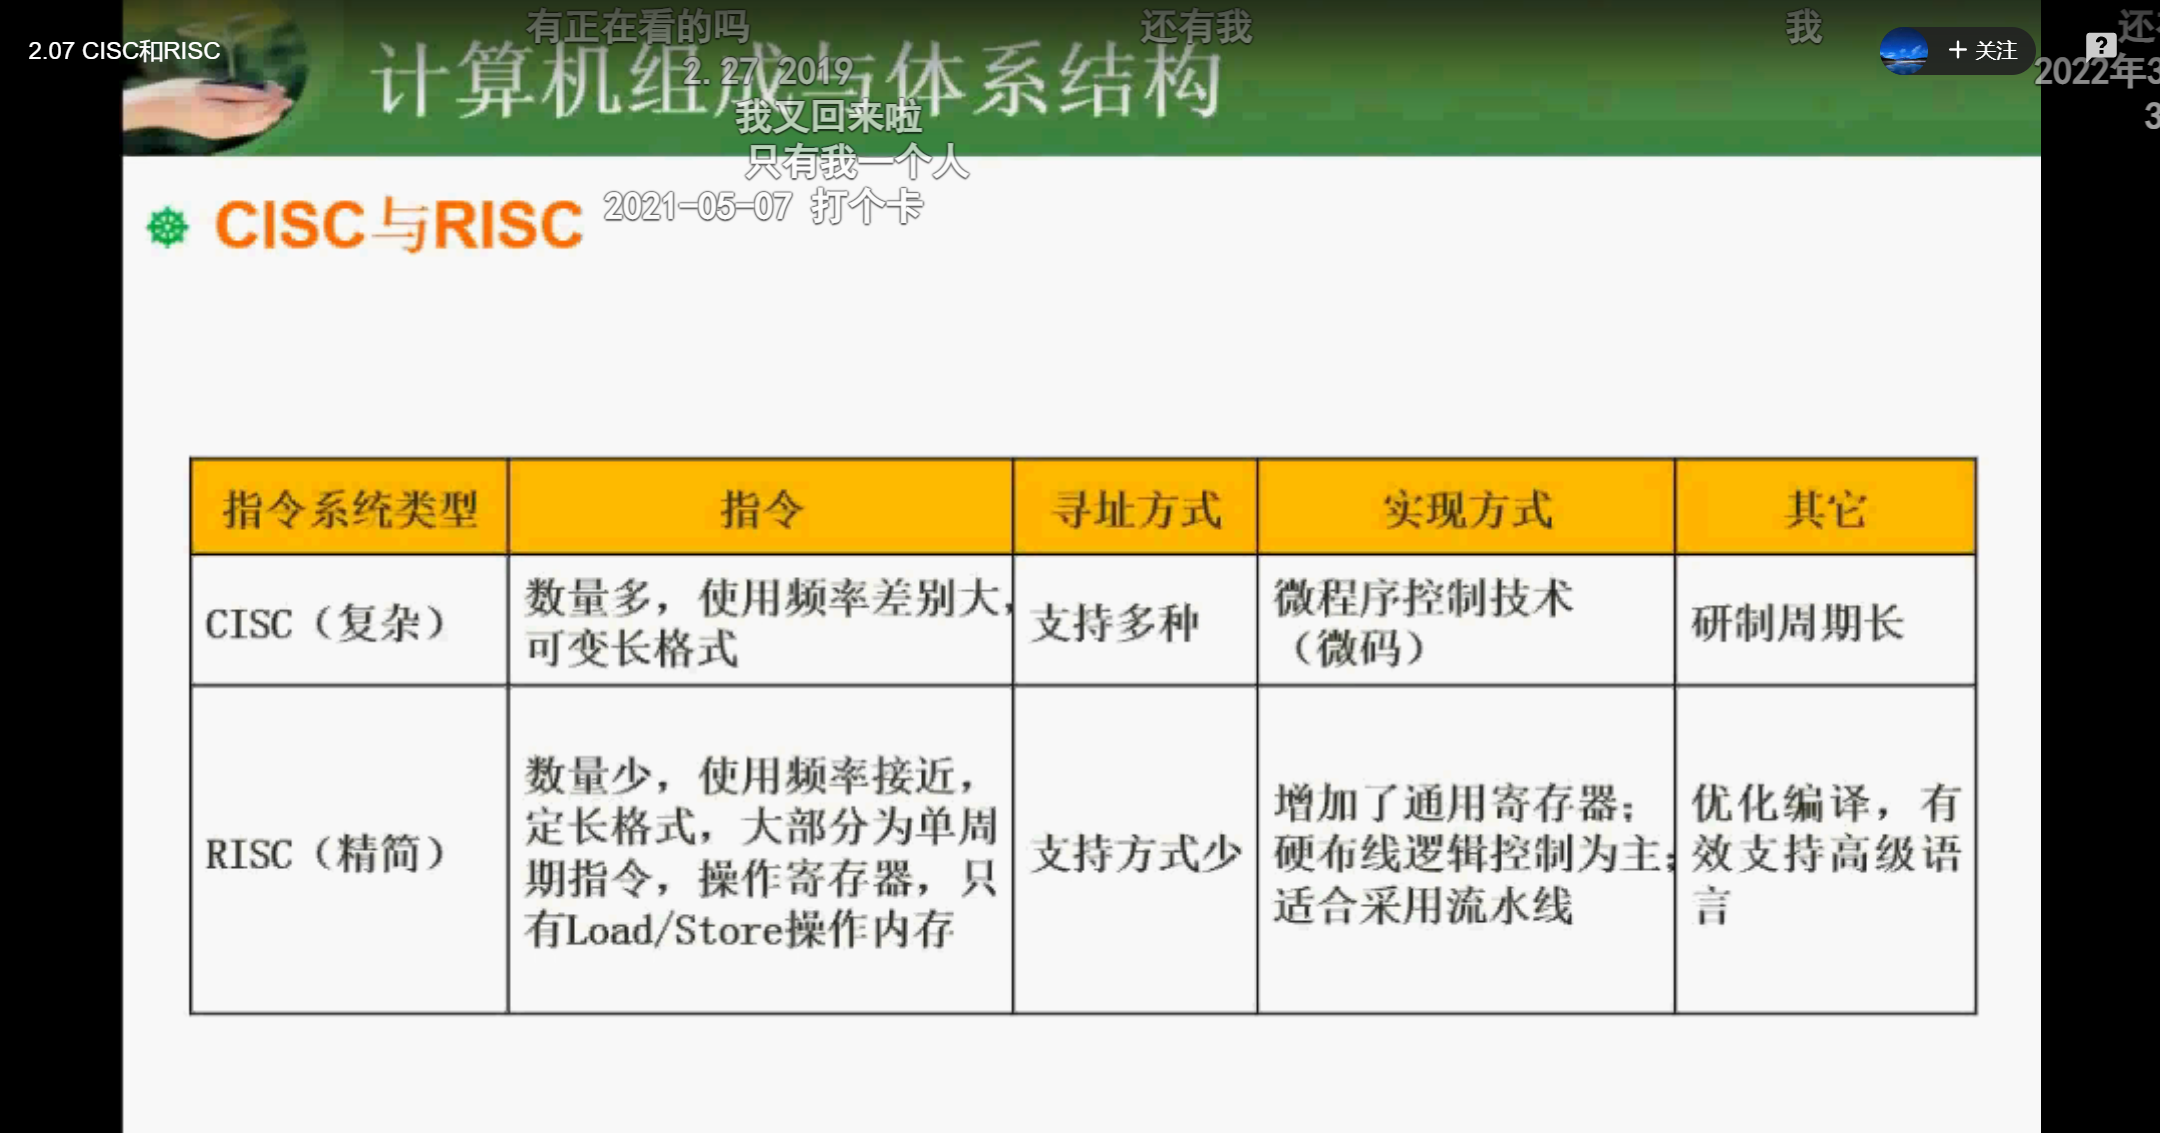 有正在看的吗
还有我
我
还
2.07 CISC和RISC
+ 关注
?
计算机组成与体系结构
2.27 2019
2022年3
我又回来啦
3
只有我一个人
2021-05-07 打个卡
CISC与RISC
指令系统类型
指令
寻址方式
实现方式
其它
CISC（复杂）
数量多，使用频率差别大，
可变长格式
支持多种
微程序控制技术
（微码）
研制周期长
RISC（精简）
数量少，使用频率接近，
定长格式，大部分为单周
期指令，操作寄存器，只
有Load/Store操作内存
支持方式少
增加了通用寄存器；
硬布线逻辑控制为主；
适合采用流水线
优化编译，有
效支持高级语
言